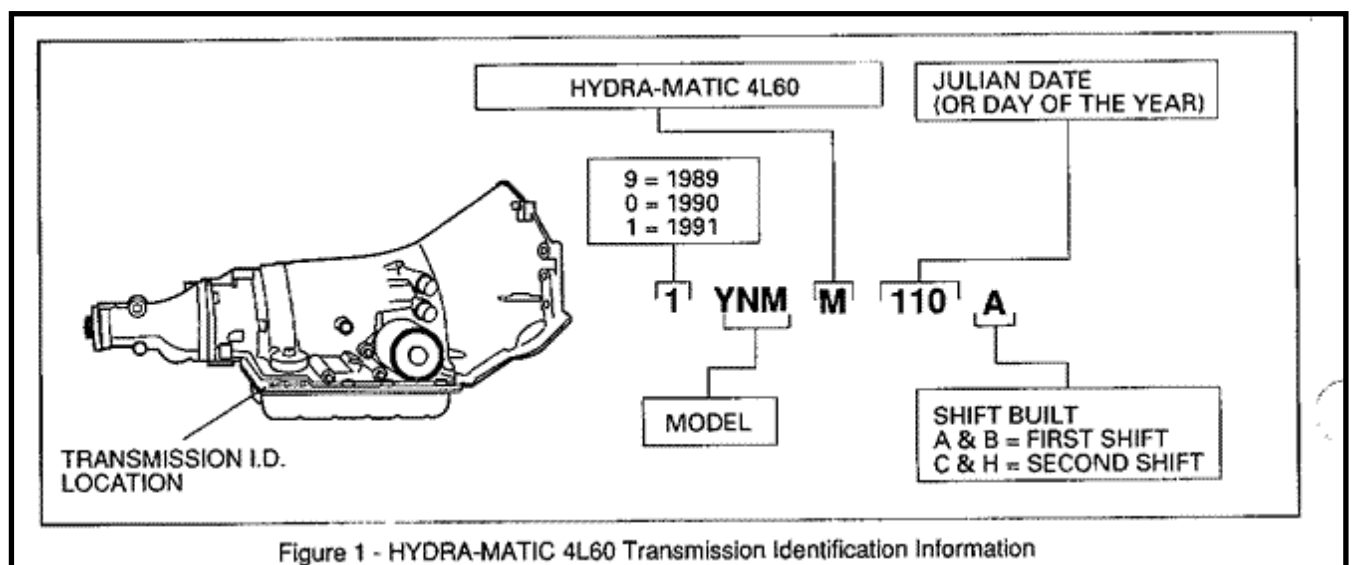 HYDRA-MATIC 4L60
JULIAN DATE
(OR DAY OF THE YEAR)
9 = 1989
0 = 1990
1 = 1991
1 YNM M 110 A
MODEL
SHIFT BUILT
A & B = FIRST SHIFT
C & H = SECOND SHIFT
TRANSMISSION I.D.
LOCATION
Figure 1 - HYDRA-MATIC 4L60 Transmission Identification Information